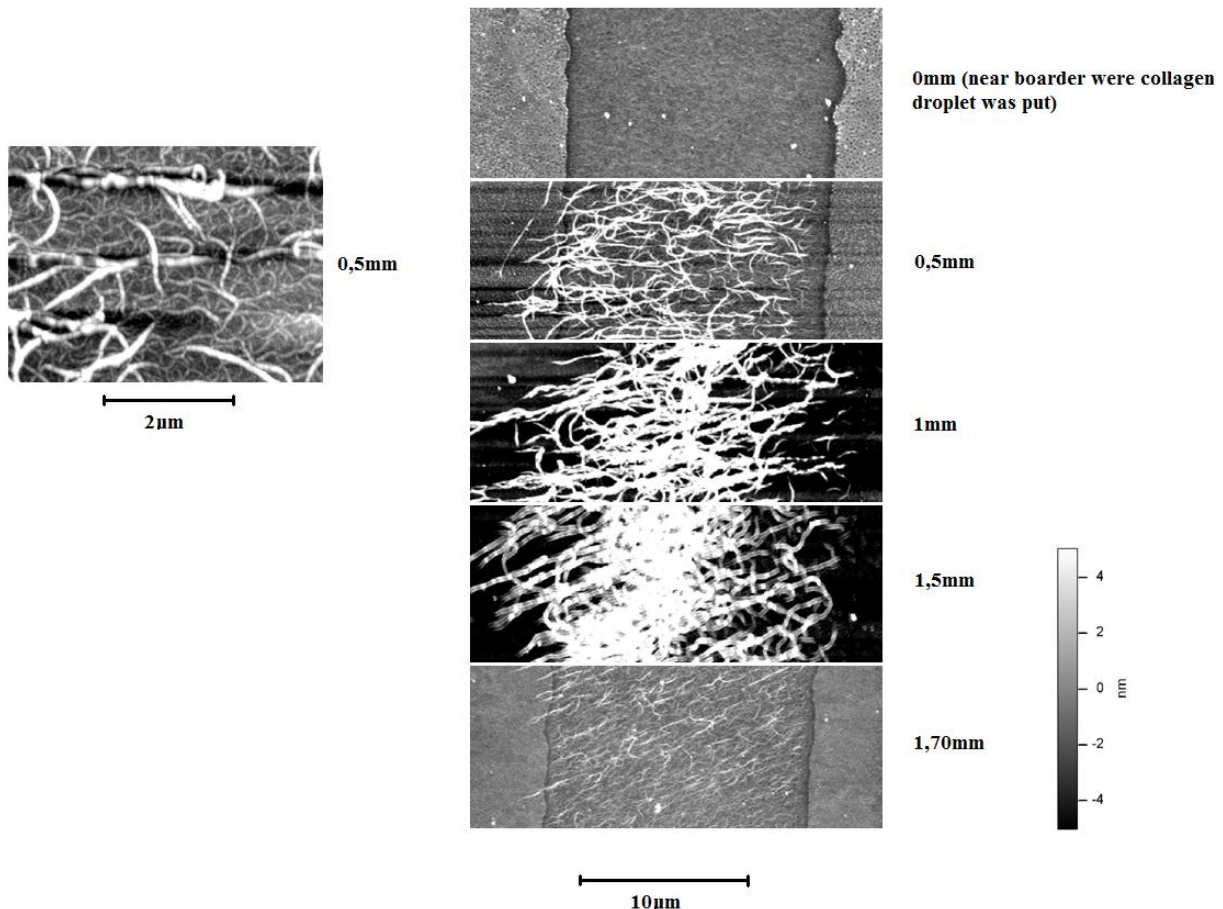 0mm (near boarder were collagen
droplet was put)
0,5mm
2µm
0,5mm
1mm
1,5mm
1,70mm
4
2
0
-2
-4
nm
10µm